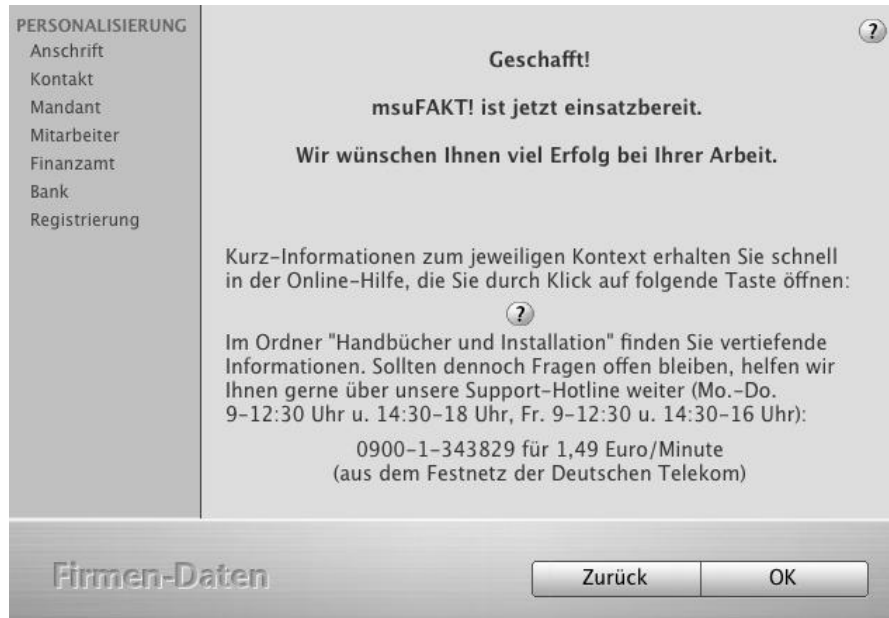 PERSONALISIERUNG
Anschrift
Kontakt
Mandant
Mitarbeiter
Finanzamt
Bank
Registrierung
?
Geschafft!
msuFAKT! ist jetzt einsatzbereit.
Wir wünschen Ihnen viel Erfolg bei Ihrer Arbeit.
Kurz-Informationen zum jeweiligen Kontext erhalten Sie schnell
in der Online-Hilfe, die Sie durch Klick auf folgende Taste öffnen:
?
Im Ordner "Handbücher und Installation" finden Sie vertiefende
Informationen. Sollten dennoch Fragen offen bleiben, helfen wir
Ihnen gerne über unsere Support-Hotline weiter (Mo.-Do.
9-12:30 Uhr u. 14:30-18 Uhr, Fr. 9-12:30 u. 14:30-16 Uhr):
0900-1-343829 für 1,49 Euro/Minute
(aus dem Festnetz der Deutschen Telekom)
Firmen-Daten
Zurück
OK